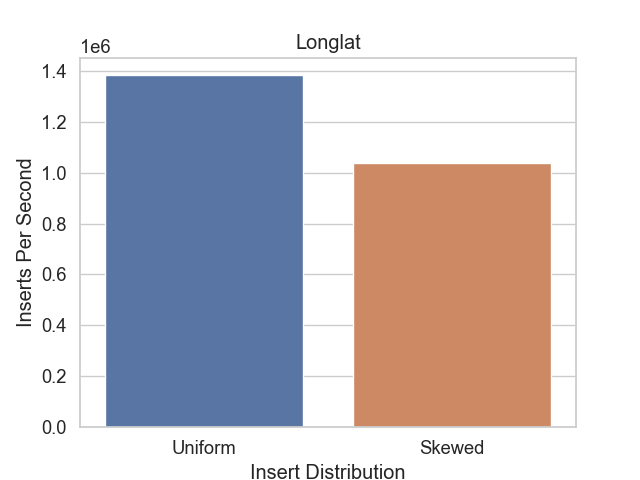 Longlat
1e6
1.4
1.2
1.0
0.8
0.6
0.4
0.2
0.0
Inserts Per Second
Uniform Skewed
Insert Distribution